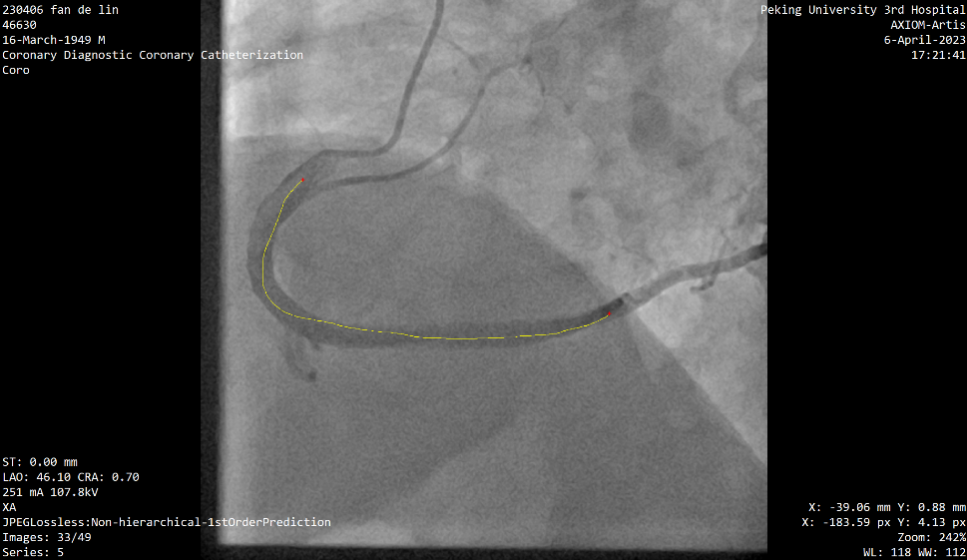 230406 fan de lin
46630
16-March-1949 M
Coronary Diagnostic Coronary Catheterization
Coro
Peking University 3rd Hospital
AXIOM-Artis
6-April-2023
17:21:41
ST: 0.00 mm
LAO: 46.10 CRA: 0.70
251 mA 107.8kV
XA
JPEGLossless:Non-hierarchical-1stOrderPrediction
Images: 33/49
Series: 5
X: -39.06 mm Y: 0.88 mm
X: -183.59 px Y: 4.13 px
Zoom: 242%
WL: 118 WW: 112